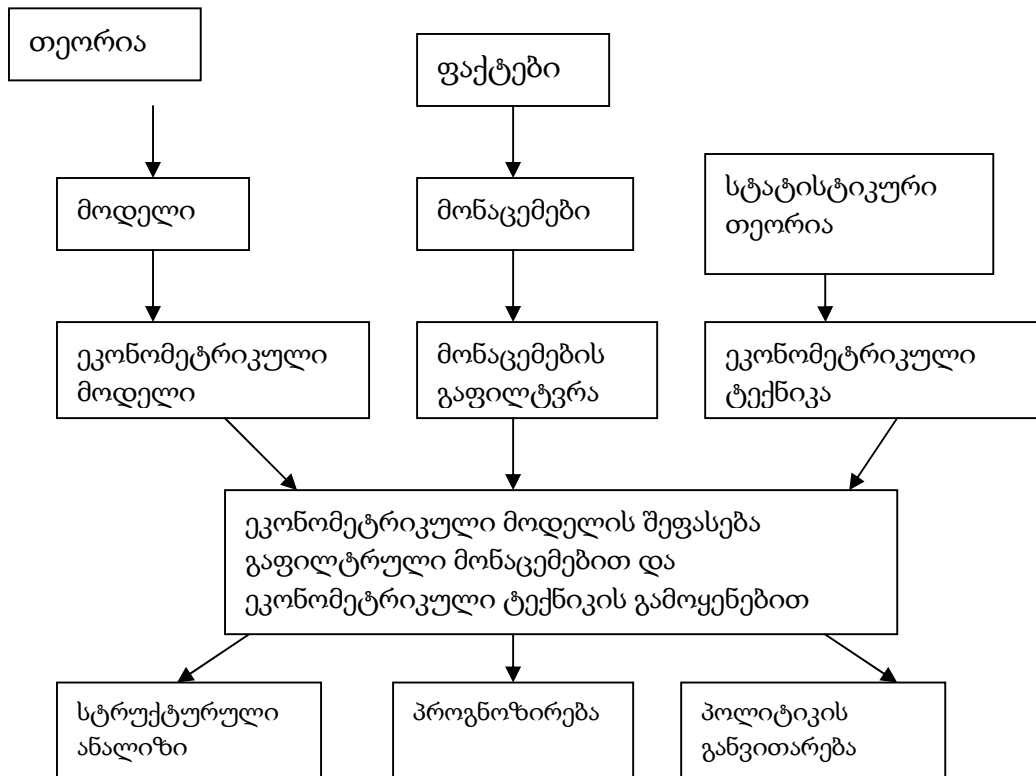 თეორია
ფაქტები
მოდელი
მონაცემები
სტატისტიკური
თეორია
ეკონომეტრიკული
მოდელი
მონაცემების
გაფილტვრა
ეკონომეტრიკული
ტექნიკა
ეკონომეტრიკული მოდელის შეფასება
გაფილტრული მონაცემებით და
ეკონომეტრიკული ტექნიკის გამოყენებით
სტრუქტურული
ანალიზი
პროგნოზირება
პოლიტიკის
განვითარება